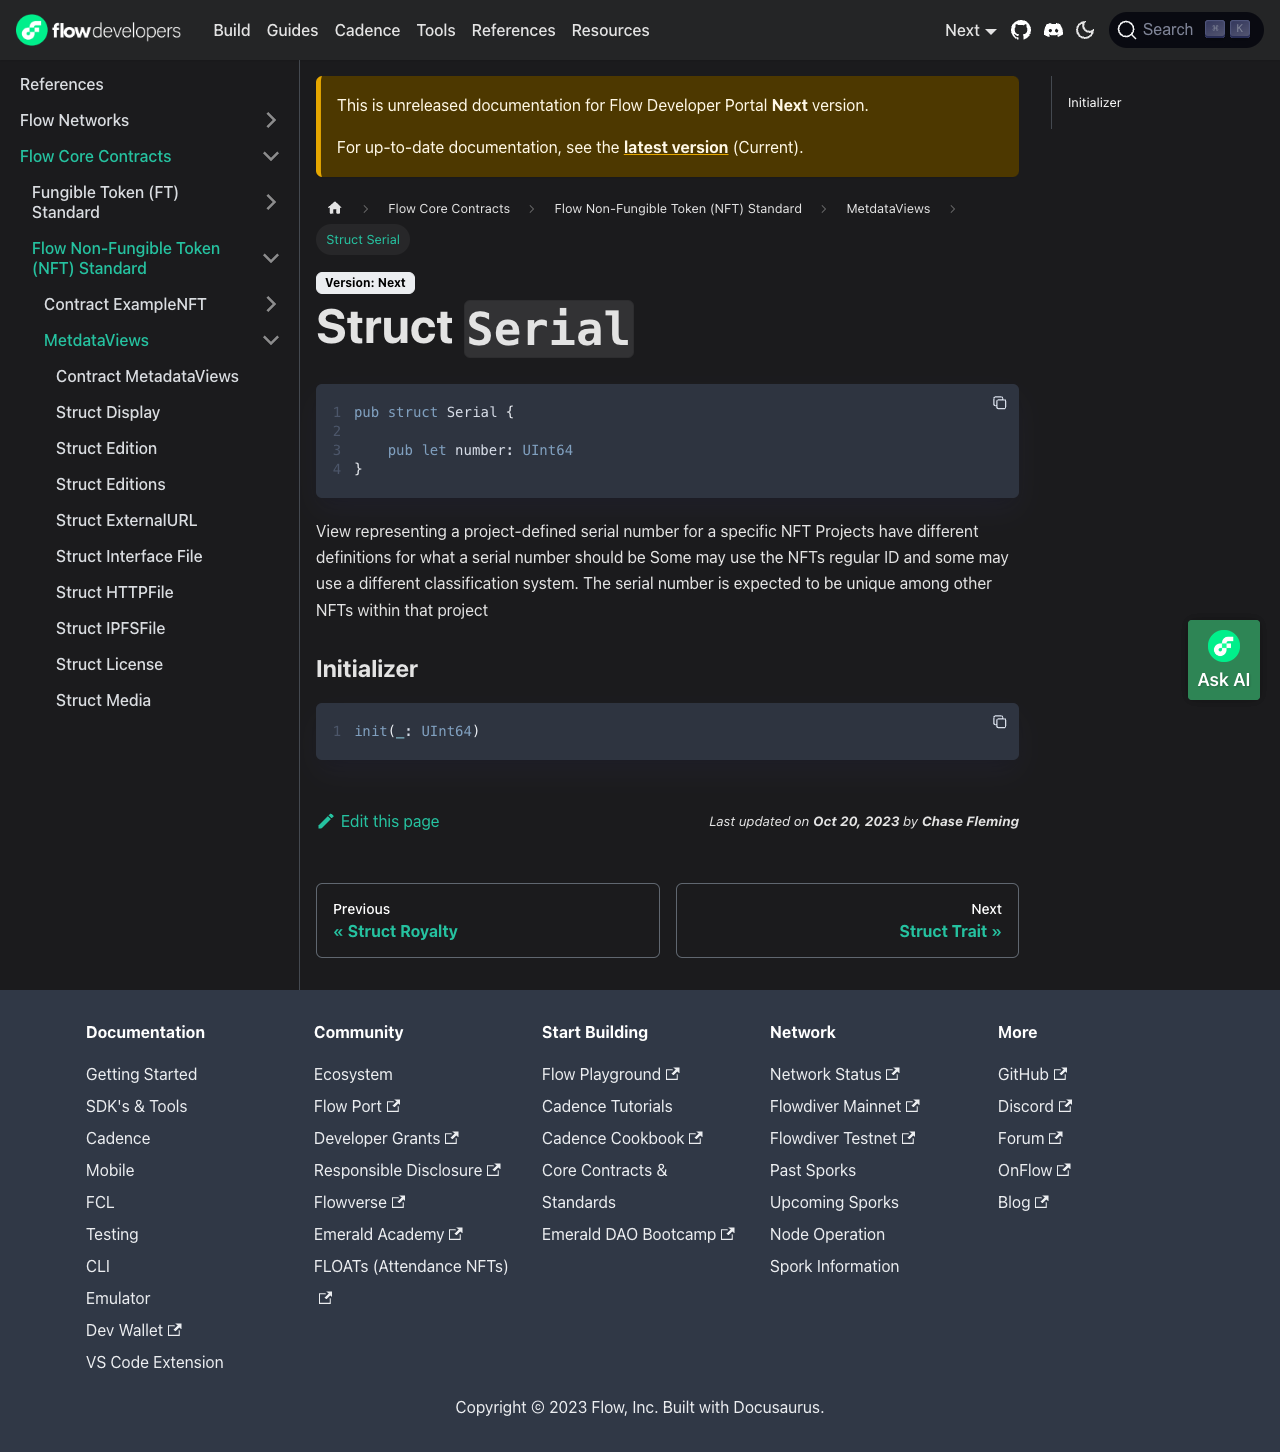 flowdevelopers
Build
Guides
Cadence
Tools
References
Resources
Next
Search
⌘ K
References
Flow Networks
Flow Core Contracts
Fungible Token (FT)
Standard
Flow Non-Fungible Token
(NFT) Standard
Contract ExampleNFT
MetdataViews
Contract MetadataViews
Struct Display
Struct Edition
Struct Editions
Struct ExternalURL
Struct Interface File
Struct HTTPFile
Struct IPFSFile
Struct License
Struct Media
This is unreleased documentation for Flow Developer Portal Next version.
For up-to-date documentation, see the latest version (Current).
Flow Core Contracts
Flow Non-Fungible Token (NFT) Standard
MetdataViews
Struct Serial
Version: Next
Struct Serial
1 pub struct Serial {
2
3     pub let number: UInt64
4 }
View representing a project-defined serial number for a specific NFT Projects have different
definitions for what a serial number should be Some may use the NFTs regular ID and some may
use a different classification system. The serial number is expected to be unique among other
NFTs within that project
Initializer
1 init(_: UInt64)
Edit this page
Last updated on Oct 20, 2023 by Chase Fleming
Previous
« Struct Royalty
Next
Struct Trait »
Initializer
Ask AI
Documentation
Getting Started
SDK's & Tools
Cadence
Mobile
FCL
Testing
CLI
Emulator
Dev Wallet
VS Code Extension
Community
Ecosystem
Flow Port
Developer Grants
Responsible Disclosure
Flowverse
Emerald Academy
FLOATs (Attendance NFTs)
Start Building
Flow Playground
Cadence Tutorials
Cadence Cookbook
Core Contracts &
Standards
Emerald DAO Bootcamp
Network
Network Status
Flowdiver Mainnet
Flowdiver Testnet
Past Sporks
Upcoming Sporks
Node Operation
Spork Information
More
GitHub
Discord
Forum
OnFlow
Blog
Copyright © 2023 Flow, Inc. Built with Docusaurus.